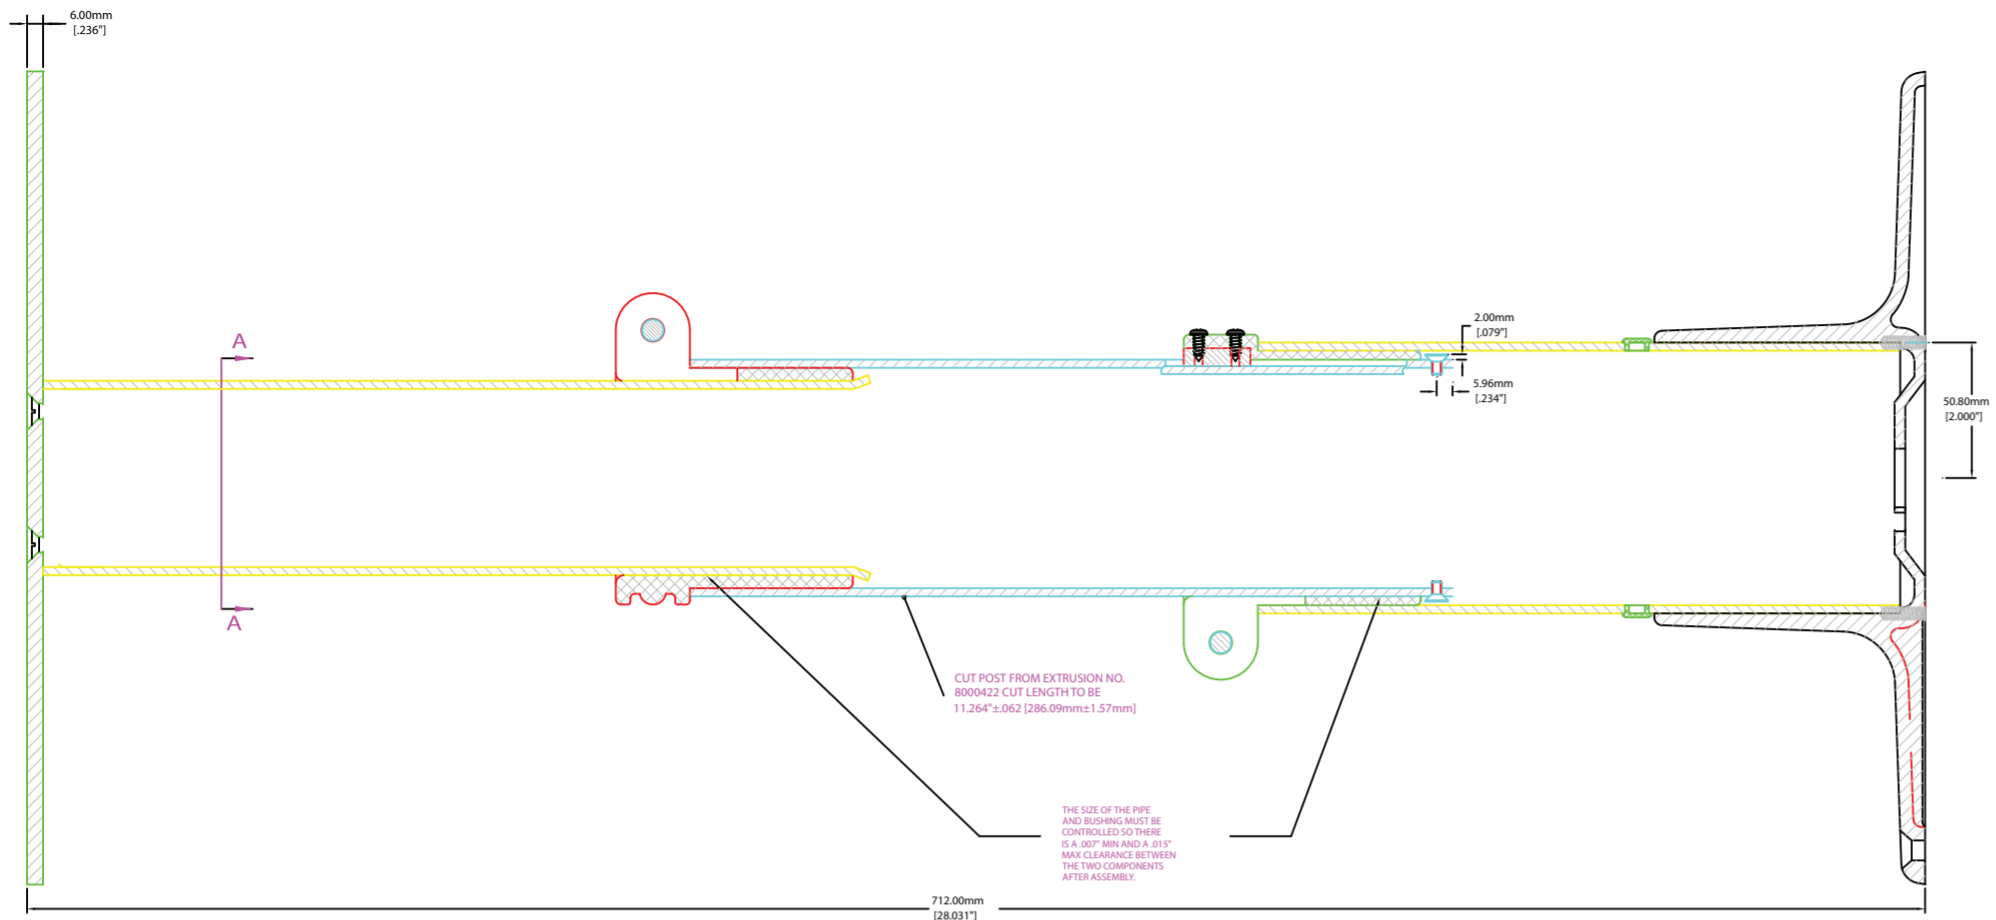 6.00mm
[.236"]
A
2.00mm
[.079"]
5.96mm
[.234"]
50.80mm
[2.000"]
A
CUT POST FROM EXTRUSION NO.
8000422 CUT LENGTH TO BE
11.264"±.062 [286.09mm±1.57mm]
THE SIZE OF THE PIPE
AND BUSHING MUST BE
CONTROLLED SO THERE
IS A .007" MIN AND A .015"
MAX CLEARANCE BETWEEN
THE TWO COMPONENTS
AFTER ASSEMBLY.
712.00mm
[28.031"]